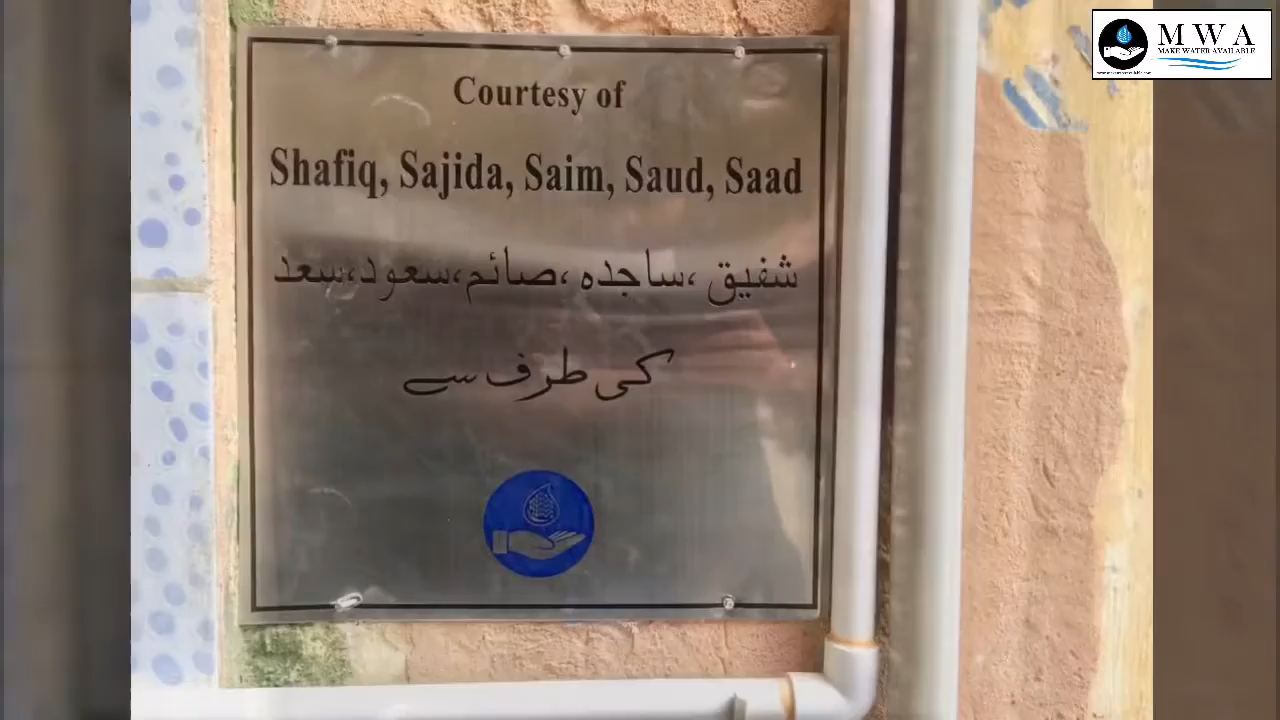 Courtesy of
Shafiq, Sajida, Saim, Saud, Saad
شفیق ،ساجدہ ،صائم،سعود،سعد
کی طرف سے
MWA
MAKE WATER AVAILABLE